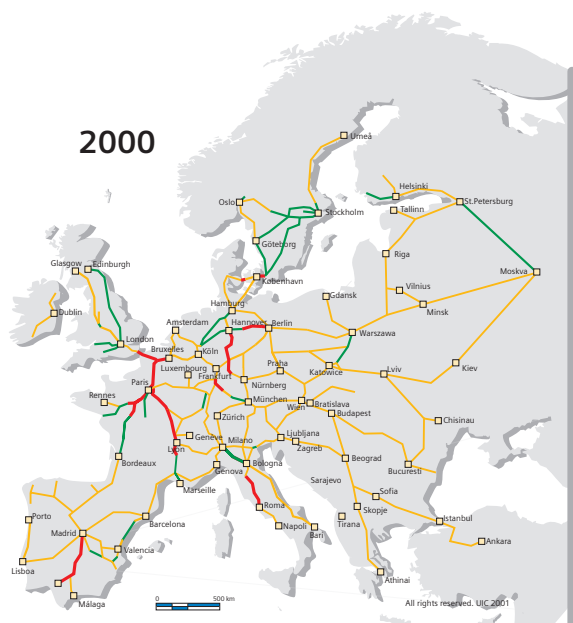 2000
Umeå
Helsinki
Oslo
St.Petersburg
Tallinn
Stockholm
Göteborg
Riga
Glasgow
Edinburgh
Moskva
København
Vilnius
Gdansk
Minsk
Hamburg
Dublin
Amsterdam
Hannover
Berlin
Warszawa
London
Bruxelles
Köln
Luxembourg
Praha
Katowice
Kiev
Frankfurt
Lviv
Paris
Nürnberg
Rennes
München
Bratislava
Wien
Budapest
Zürich
Chisinau
Genève
Ljubljana
Milano
Lyon
Zagreb
Bordeaux
Bologna
Beograd
Genova
Bucuresti
Marseille
Sarajevo
Sofia
Roma
Skopje
Porto
Barcelona
Istanbul
Tirana
Napoli
Madrid
Bari
Ankara
Valencia
Lisboa
Athinai
0 500 km
Málaga
All rights reserved. UIC 2001